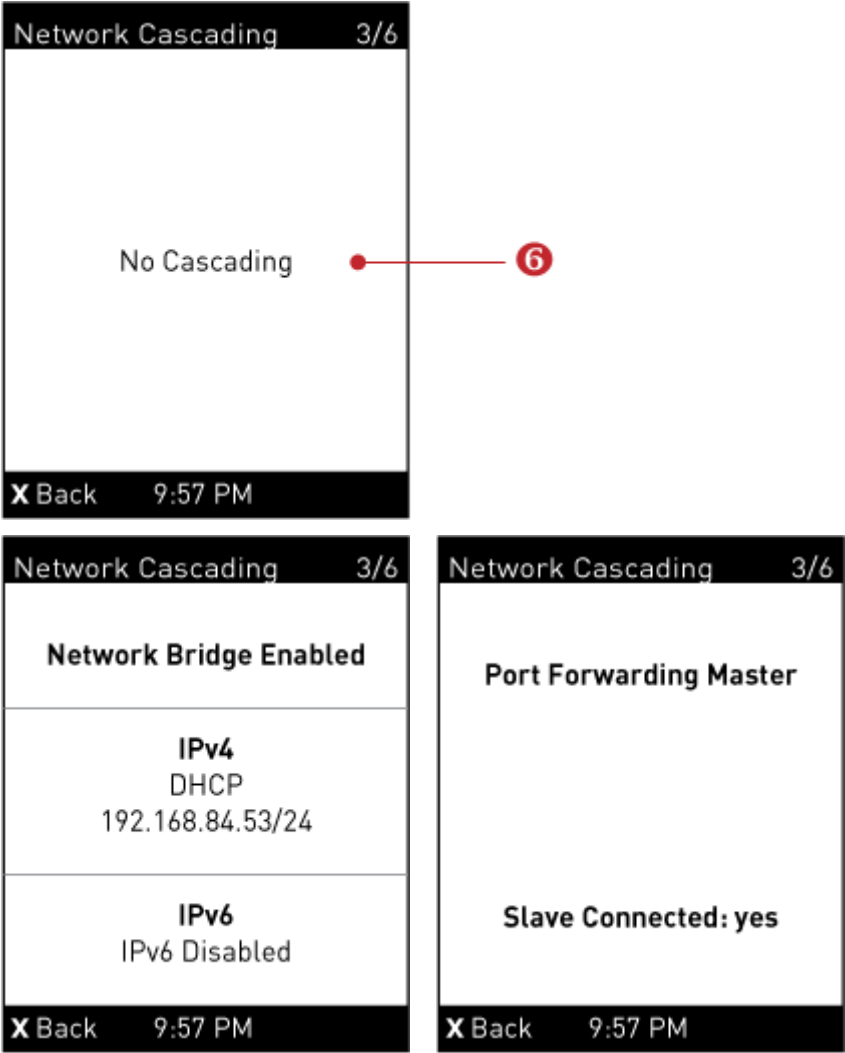 Network Cascading 3/6
No Cascading
6
X Back 9:57 PM
Network Cascading 3/6
Network Bridge Enabled
IPv4
DHCP
192.168.84.53/24
IPv6
IPv6 Disabled
X Back 9:57 PM
Network Cascading 3/6
Port Forwarding Master
Slave Connected: yes
X Back 9:57 PM